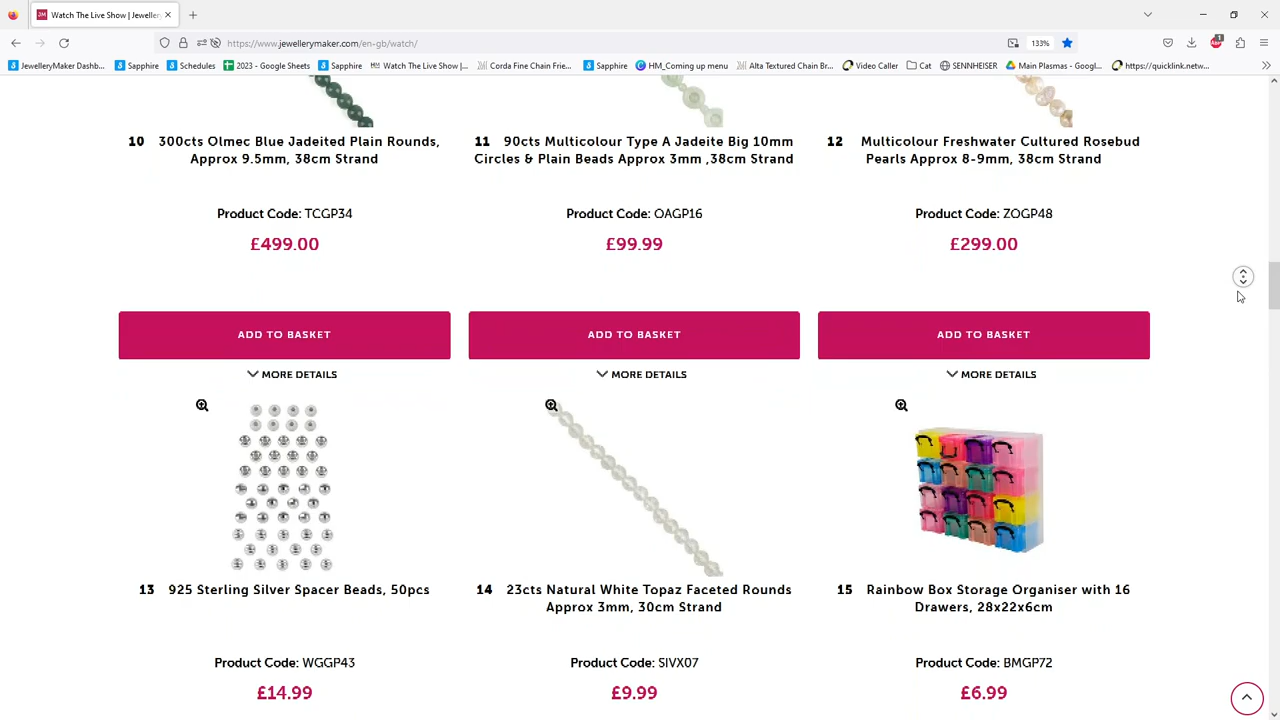 Watch The Live Show | Jeweller
https://www.jewellerymaker.com/elr-gb/watch/
133%
JewelleryMaker Dashb...
Sapphire
Schedules
2023 - Google Sheets
Sapphire
Watch The Live Show |...
Corda Fine Chain Frie...
Sapphire
HM_Coming up menu
Alta Textured Chain Br...
Video Caller
Cat
SENNHEISER
Main Plasmas - Googl...
https://quicklink.netw...
10 300cts Olmec Blue Jadeited Plain Rounds,
Approx 9.5mm, 38cm Strand
Product Code: TCGP34
£499.00
ADD TO BASKET
MORE DETAILS
11 90cts Multicolour Type A Jadeite Big 10mm
Circles & Plain Beads Approx 3mm ,38cm Strand
Product Code: OAGP16
£99.99
ADD TO BASKET
MORE DETAILS
12 Multicolour Freshwater Cultured Rosebud
Pearls Approx 8-9mm, 38cm Strand
Product Code: ZOGP48
£299.00
ADD TO BASKET
MORE DETAILS
13 925 Sterling Silver Spacer Beads, 50pcs
Product Code: WGGP43
£14.99
14 23cts Natural White Topaz Faceted Rounds
Approx 3mm, 30cm Strand
Product Code: SIVX07
£9.99
15 Rainbow Box Storage Organiser with 16
Drawers, 28x22x6cm
Product Code: BMGP72
£6.99